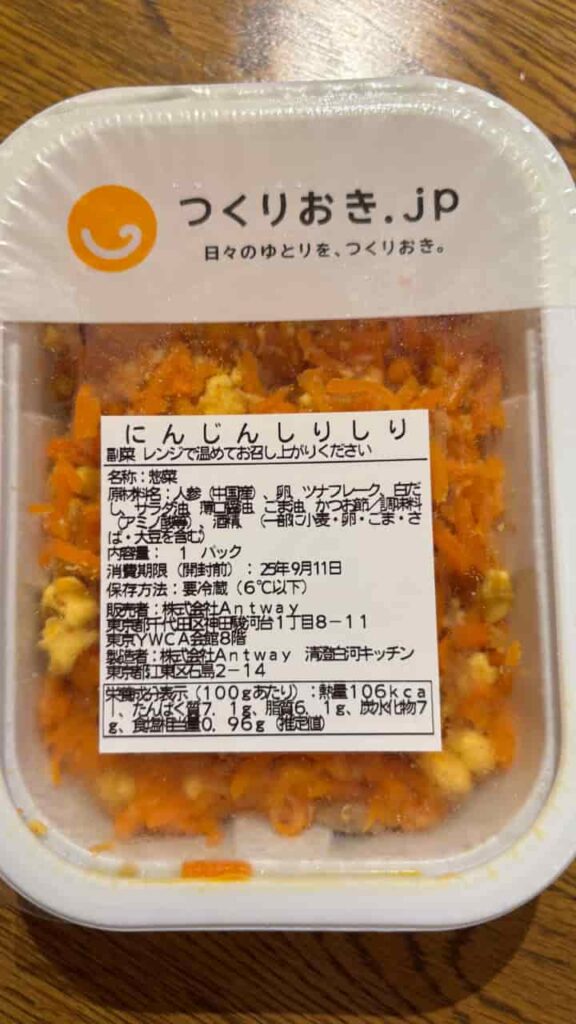 つくりおき.jp
日々のゆとりを、つくりおき。
にんじんしりしり
副菜 レンジで温めてお召し上がりください
名称：惣菜
原材料名：人参（中国産）、卵、ツナフレーク、白だ
し、サラダ油、薄口醤油、ごま油、かつお節／調味料
（アミノ酸等）、酒精、（一部に小麦・卵・ごま・さ
ば・大豆を含む）
内容量： 1 パック
消費期限（開封前）：25年9月11日
保存方法：要冷蔵（6℃以下）
販売者：株式会社Antway
東京都千代田区神田駿河台1丁目8－11
東京YWCA会館8階
製造者：株式会社Antway 清澄白河キッチン
東京都江東区石島2－14
栄養成分表示（100gあたり）：熱量106kca
l、たんぱく質7．1g、脂質6．1g、炭水化物7
g、食塩相当量0．96g（推定値）